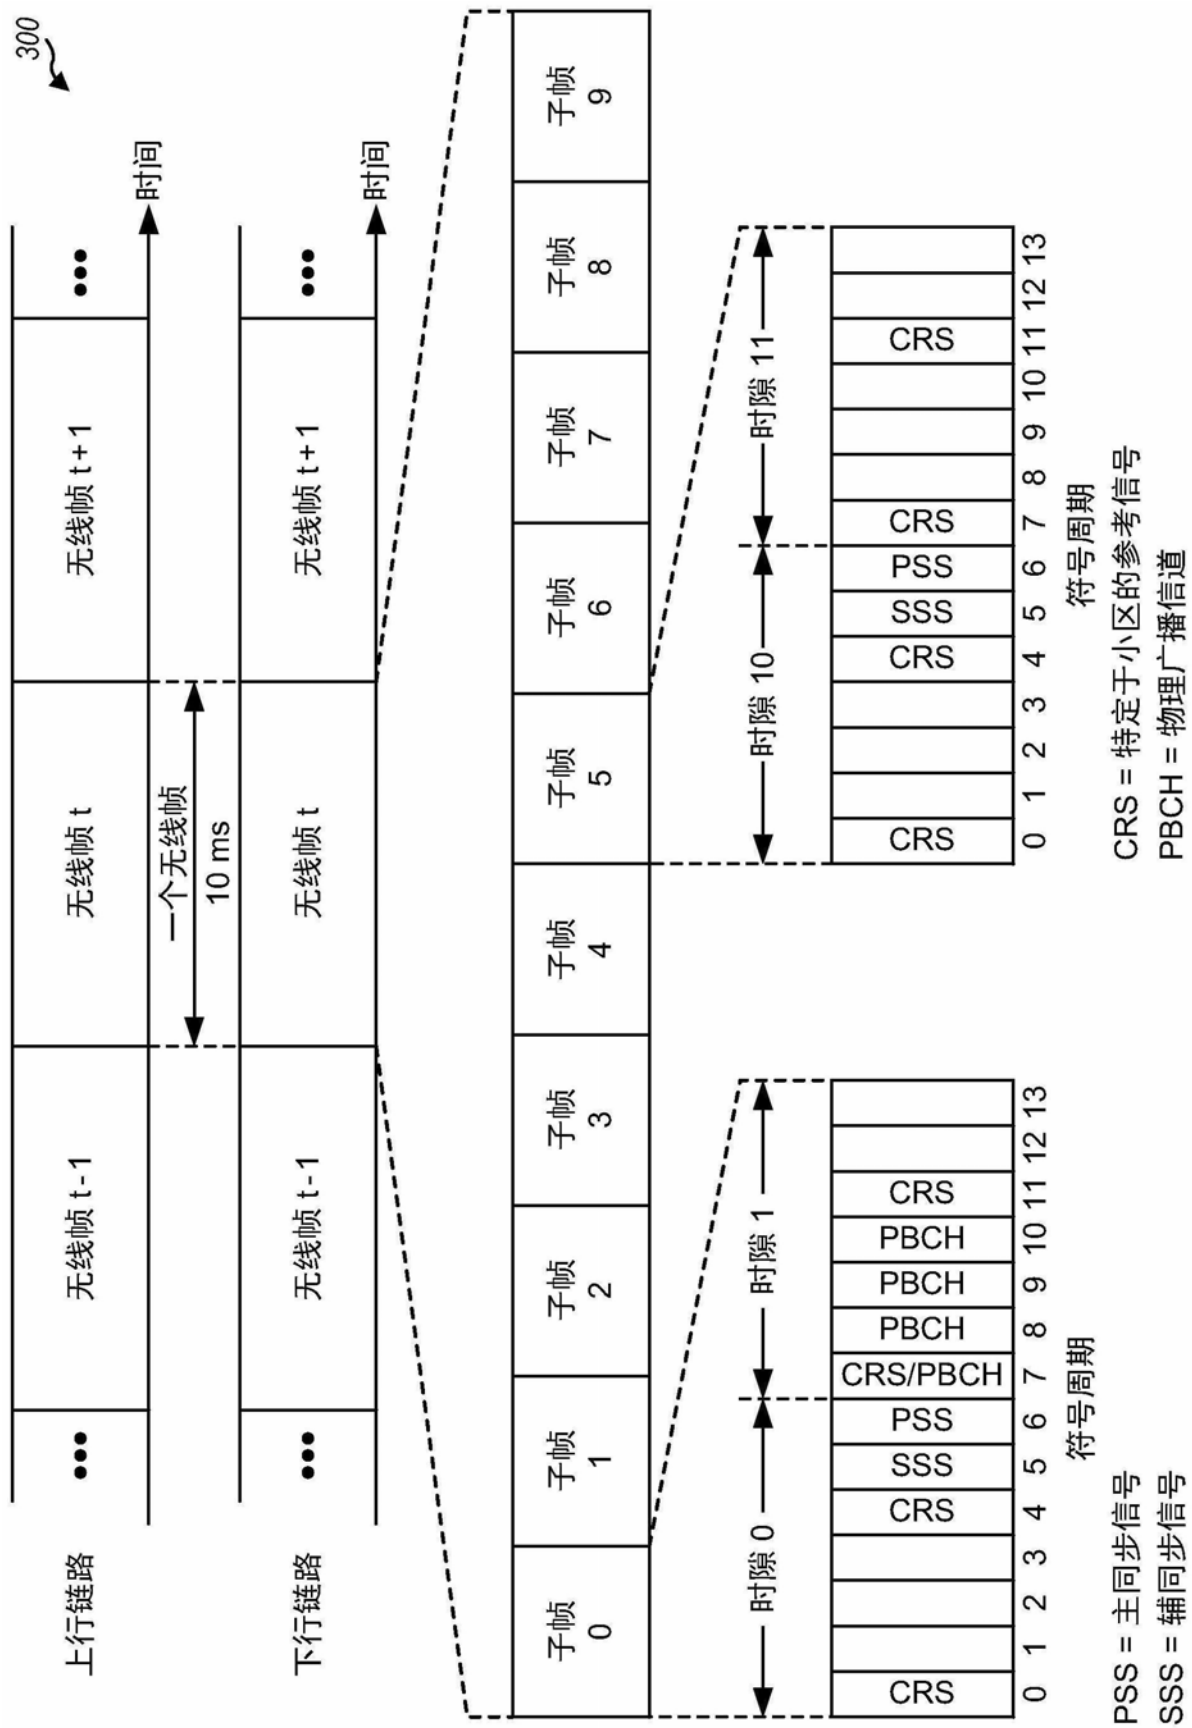 300
上行链路
••• 无线帧 t-1 无线帧 t 无线帧 t+1 •••
时间
一个无线帧
10 ms
下行链路
••• 无线帧 t-1 无线帧 t 无线帧 t+1 •••
时间
子帧 子帧 子帧 子帧 子帧 子帧 子帧 子帧 子帧 子帧
0 1 2 3 4 5 6 7 8 9
时隙 0 时隙 1
CRS CRS SSS PSS CRS/PBCH PBCH PBCH PBCH CRS
0 1 2 3 4 5 6 7 8 9 10 11 12 13
符号周期
时隙 10 时隙 11
CRS CRS SSS PSS CRS CRS
0 1 2 3 4 5 6 7 8 9 10 11 12 13
符号周期
PSS = 主同步信号
SSS = 辅同步信号
CRS = 特定于小区的参考信号
PBCH = 物理广播信道